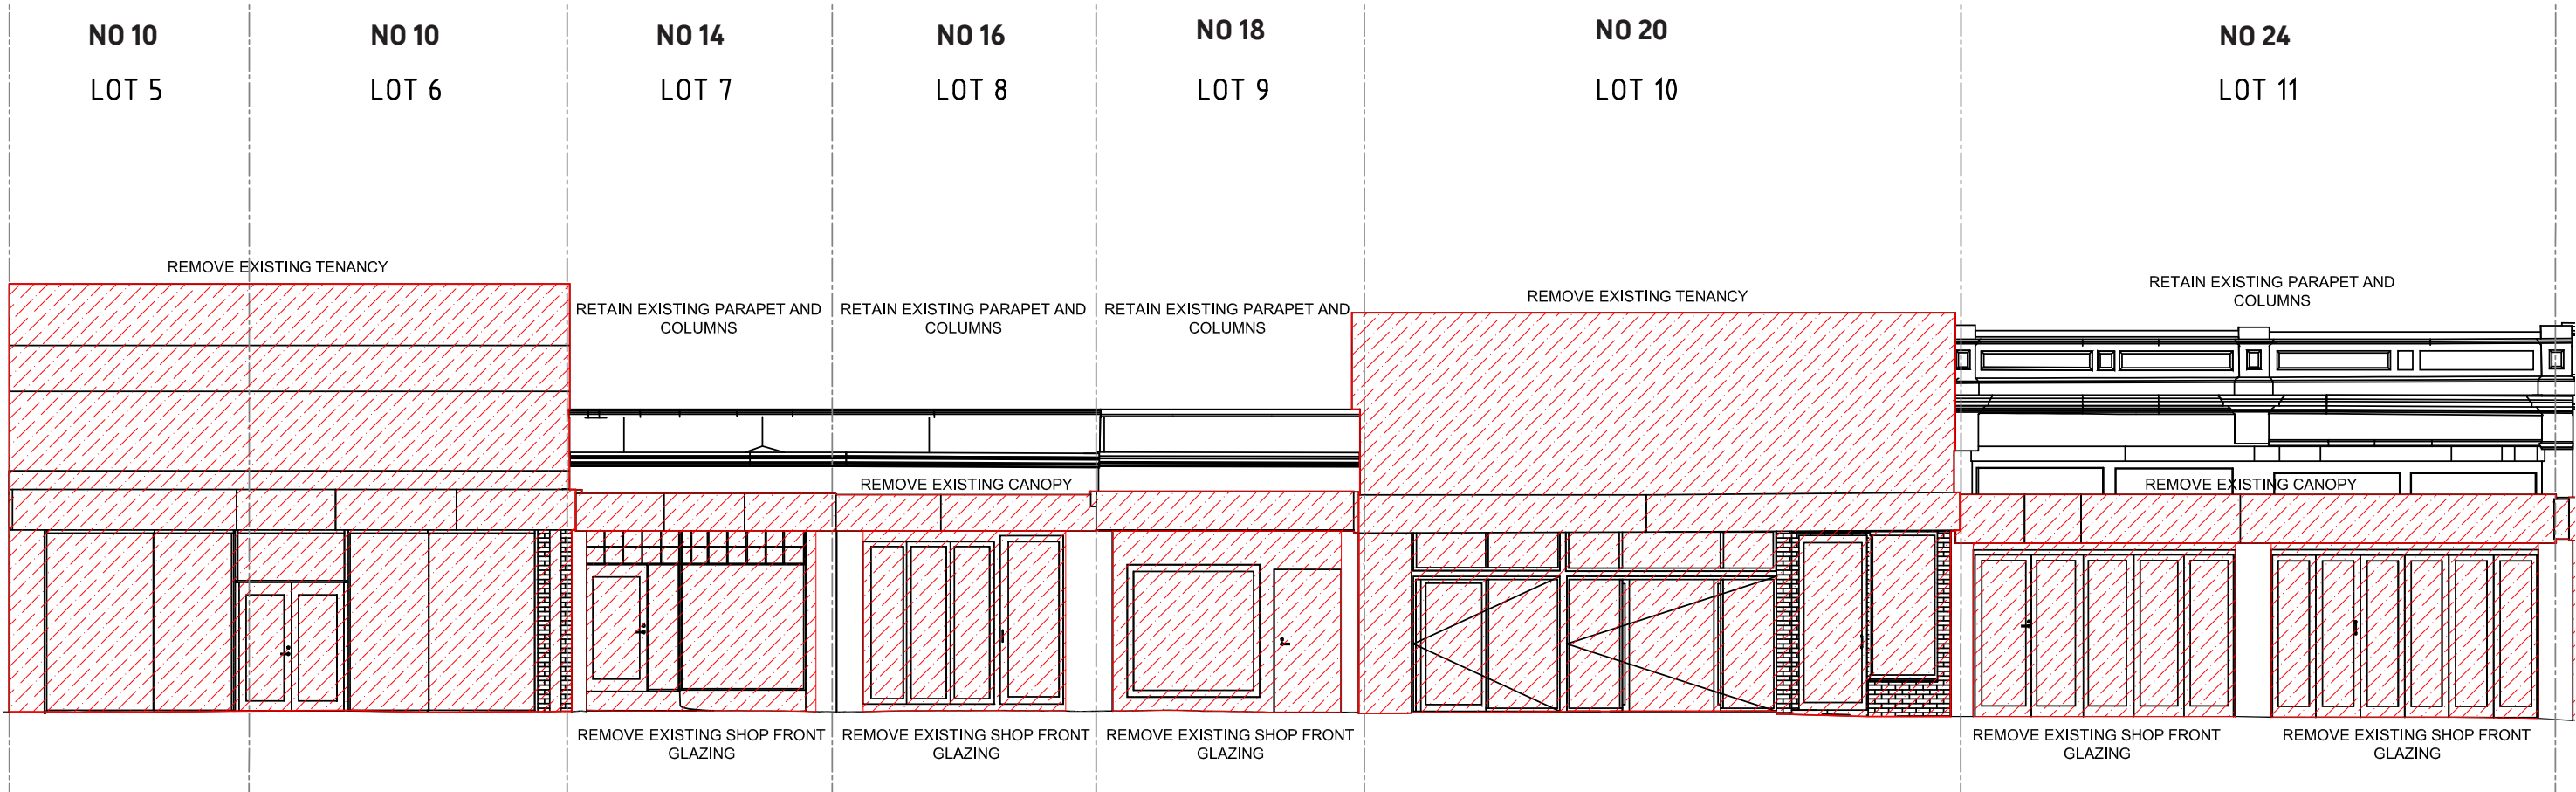 NO 10
NO 10
NO 14
NO 16
NO 18
NO 20
NO 24
LOT 5
LOT 6
LOT 7
LOT 8
LOT 9
LOT 10
LOT 11
REMOVE EXISTING TENANCY
RETAIN EXISTING PARAPET AND
COLUMNS
RETAIN EXISTING PARAPET AND
COLUMNS
RETAIN EXISTING PARAPET AND
COLUMNS
REMOVE EXISTING TENANCY
RETAIN EXISTING PARAPET AND
COLUMNS
REMOVE EXISTING CANOPY
REMOVE EXISTING CANOPY
REMOVE EXISTING SHOP FRONT
GLAZING
REMOVE EXISTING SHOP FRONT
GLAZING
REMOVE EXISTING SHOP FRONT
GLAZING
REMOVE EXISTING SHOP FRONT
GLAZING
REMOVE EXISTING SHOP FRONT
GLAZING